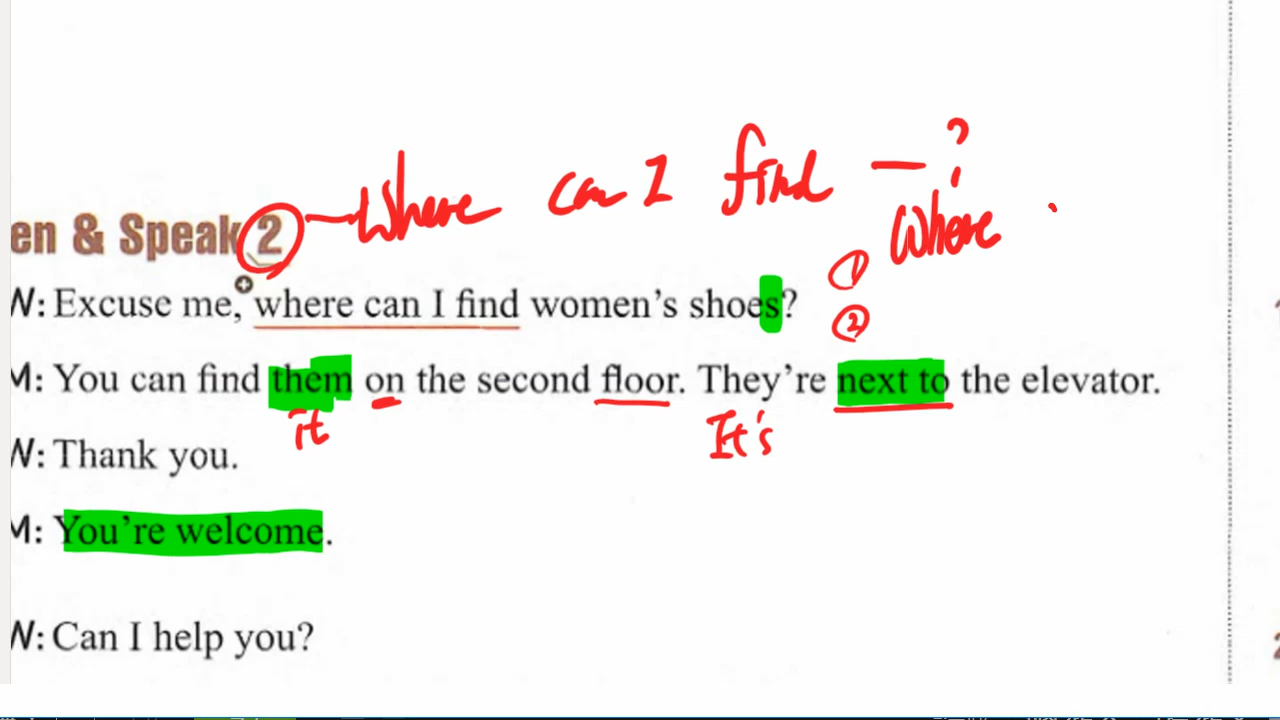 Where can I find — ?
en & Speak 2
Where
①
W: Excuse me, where can I find women's shoes?
②
M: You can find them on the second floor. They're next to the elevator.
it It's
W: Thank you.
M: You're welcome.
W: Can I help you?